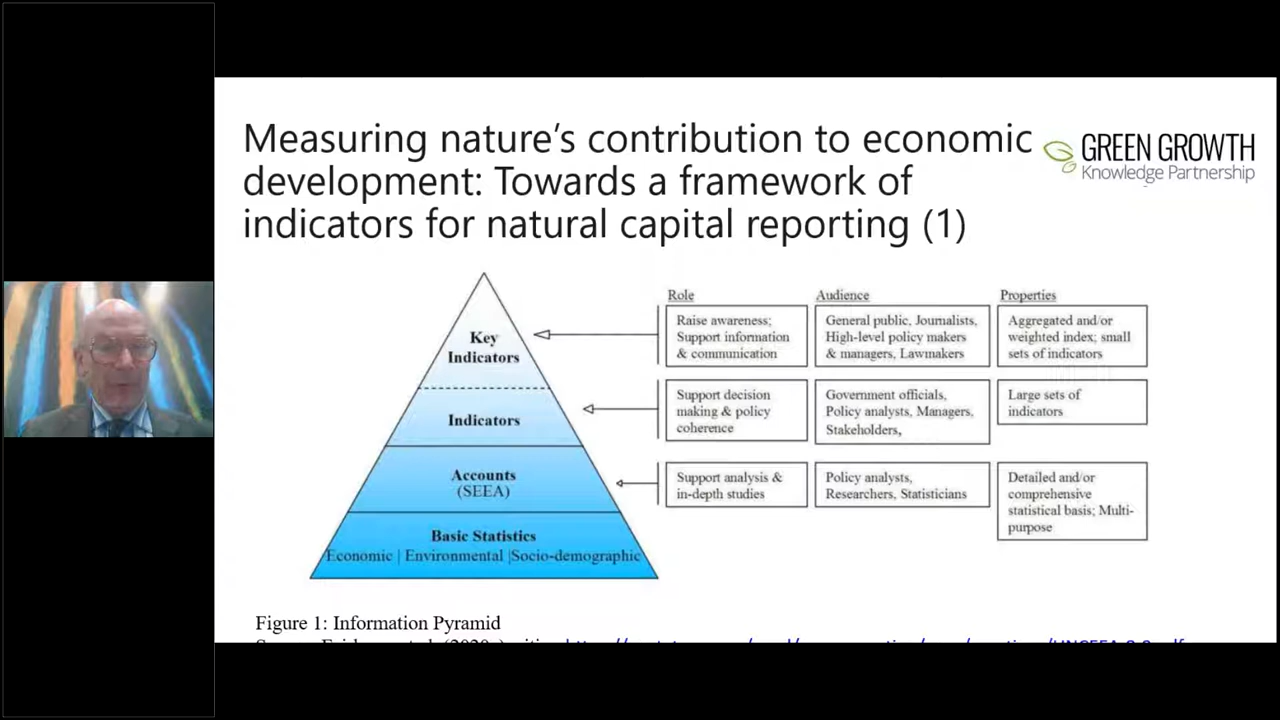 Measuring nature's contribution to economic
development: Towards a framework of
indicators for natural capital reporting (1)
GREEN GROWTH
Knowledge Partnership
Key
Indicators
Indicators
Accounts
(SEEA)
Basic Statistics
Economic | Environmental |Socio-demographic
Role
Raise awareness;
Support information
& communication
Support decision
making & policy
coherence
Support analysis &
in-depth studies
Audience
General public, Journalists,
High-level policy makers
& managers, Lawmakers
Government officials,
Policy analysts, Managers,
Stakeholders,
Policy analysts,
Researchers, Statisticians
Properties
Aggregated and/or
weighted index; small
sets of indicators
Large sets of
indicators
Detailed and/or
comprehensive
statistical basis; Multi-
purpose
Figure 1: Information Pyramid